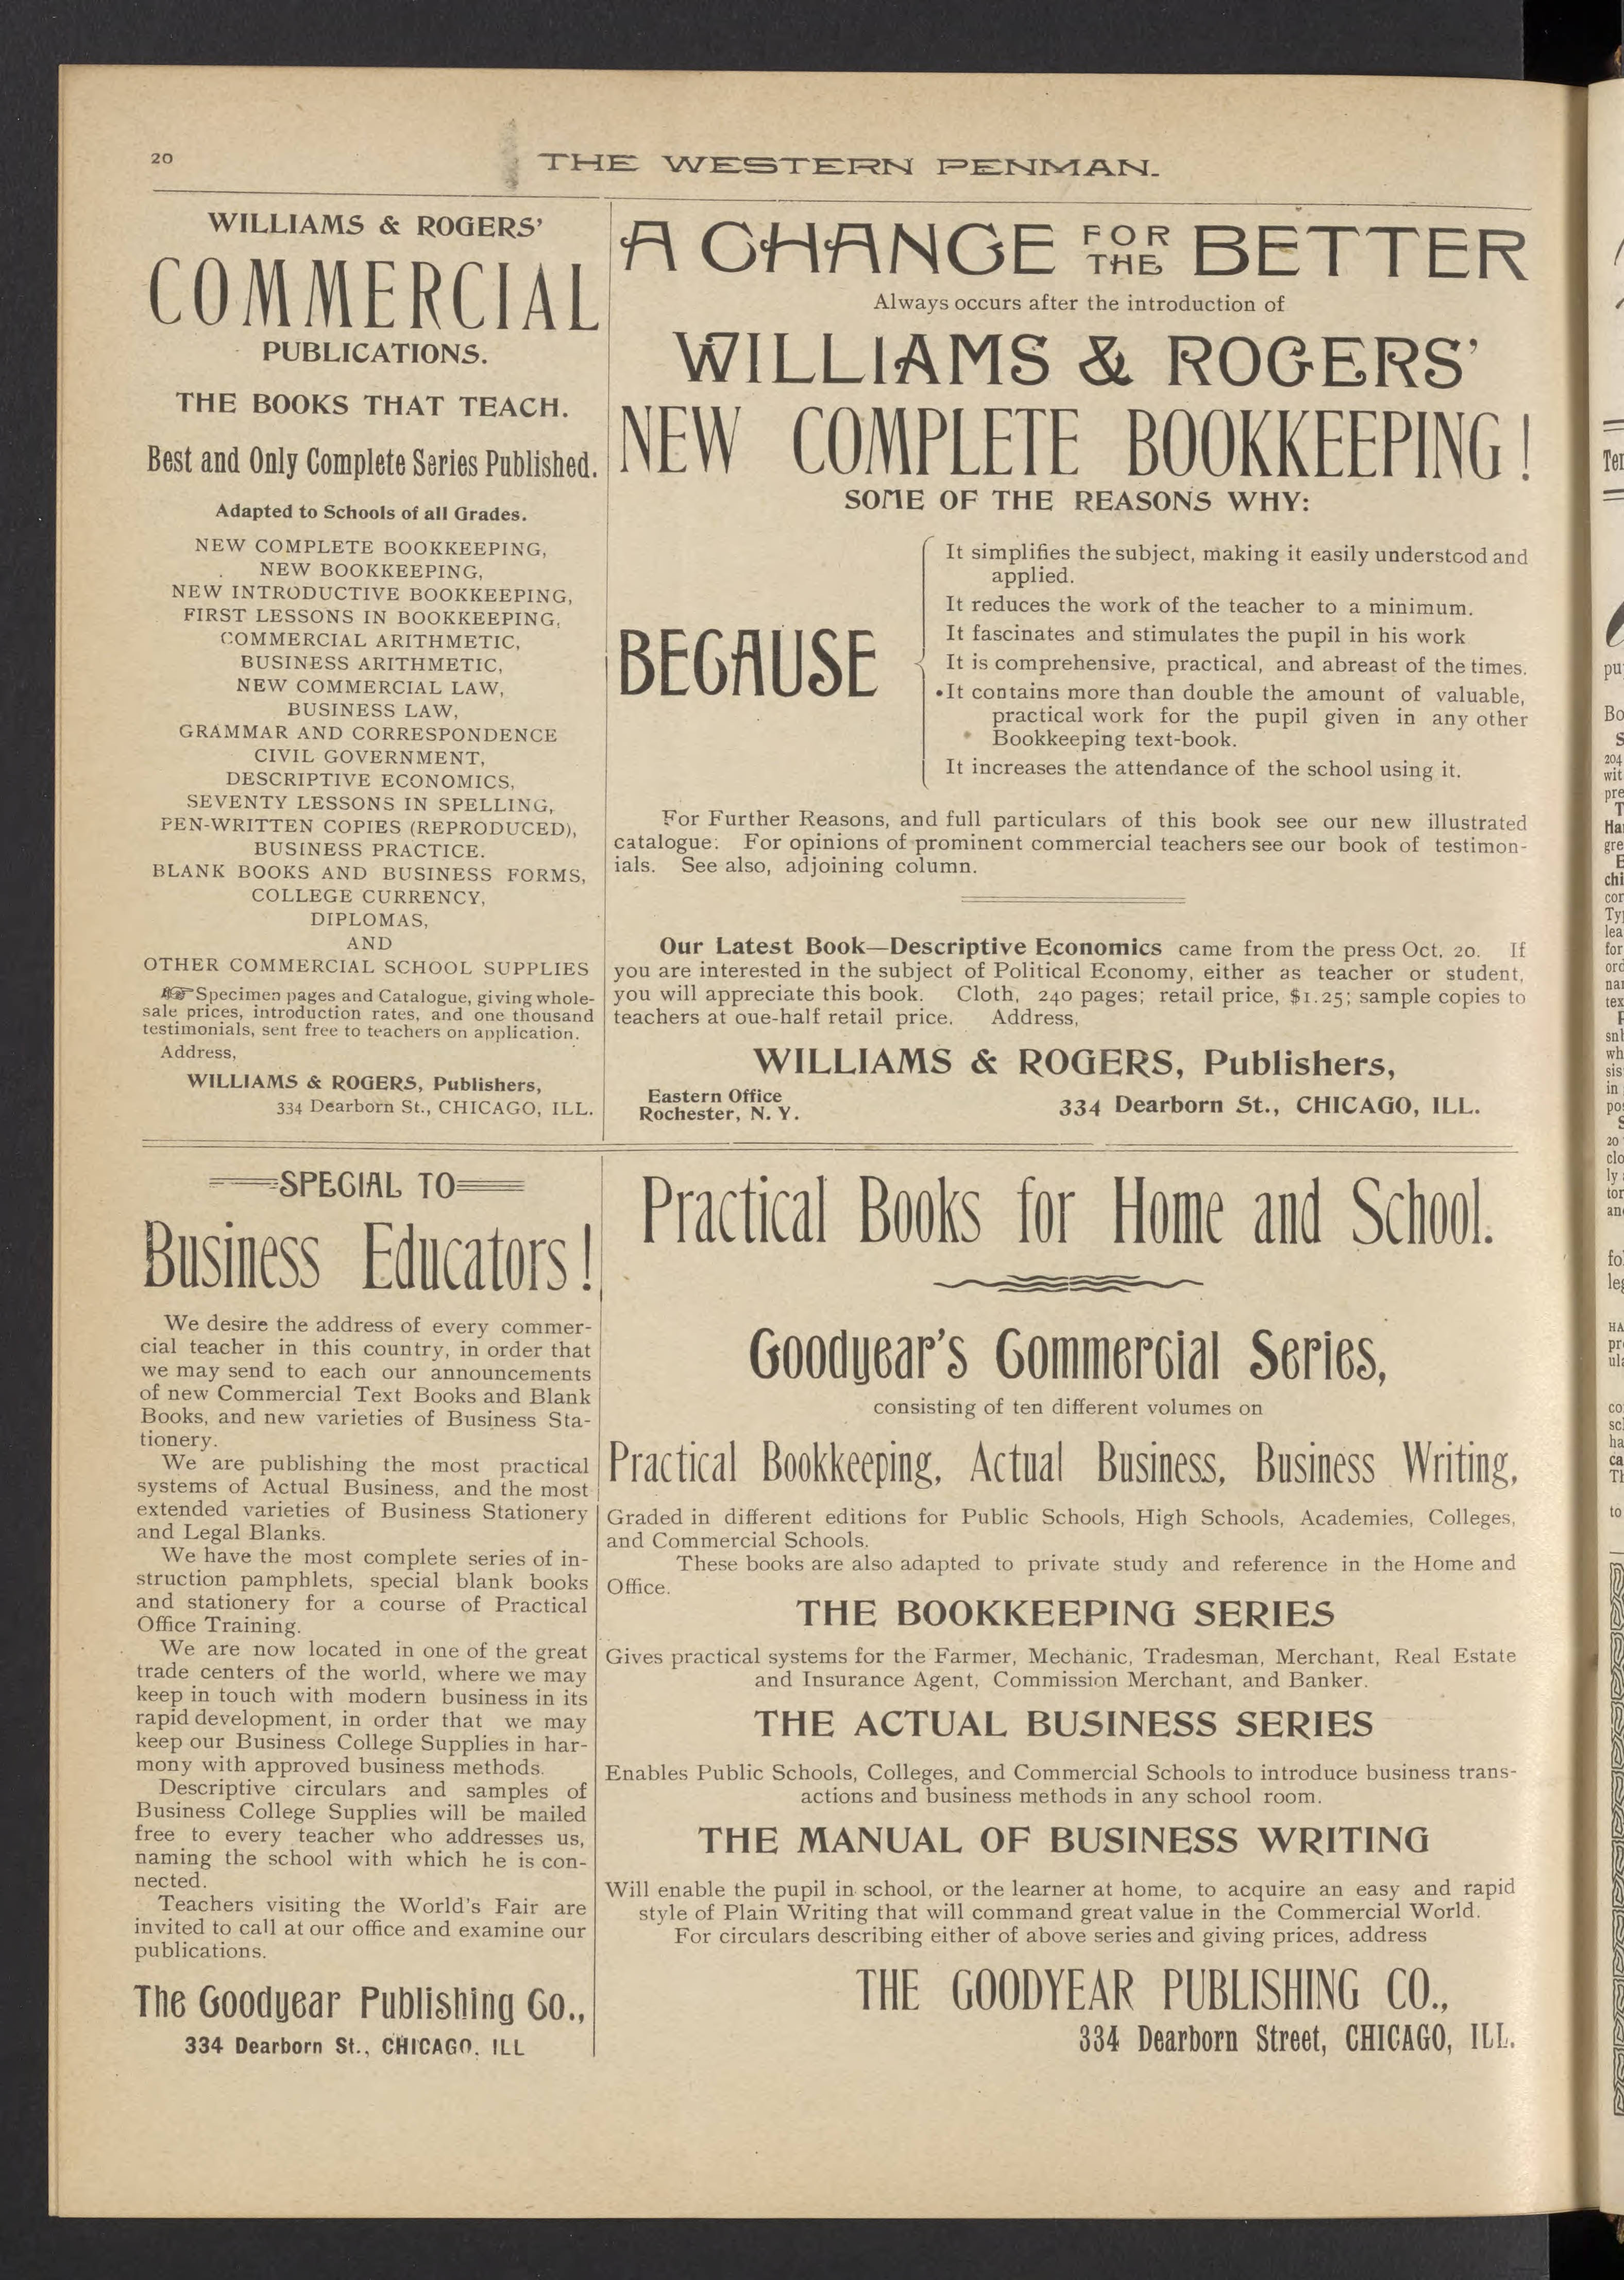 20
THE WESTERN PENMAN.
WILLIAMS & ROGERS'
COMMERCIAL
PUBLICATIONS.
THE BOOKS THAT TEACH.
Best and Only Complete Series Published.
Adapted to Schools of all Grades.
NEW COMPLETE BOOKKEEPING,
NEW BOOKKEEPING,
NEW INTRODUCTIVE BOOKKEEPING,
FIRST LESSONS IN BOOKKEEPING,
COMMERCIAL ARITHMETIC,
BUSINESS ARITHMETIC,
NEW COMMERCIAL LAW,
BUSINESS LAW,
GRAMMAR AND CORRESPONDENCE
CIVIL GOVERNMENT,
DESCRIPTIVE ECONOMICS,
SEVENTY LESSONS IN SPELLING,
PEN-WRITTEN COPIES (REPRODUCED),
BUSINESS PRACTICE.
BLANK BOOKS AND BUSINESS FORMS,
COLLEGE CURRENCY,
DIPLOMAS,
AND
OTHER COMMERCIAL SCHOOL SUPPLIES
Specimen pages and Catalogue, giving whole-
sale prices, introduction rates, and one thousand
testimonials, sent free to teachers on application.
Address,
WILLIAMS & ROGERS, Publishers,
334 Dearborn St., CHICAGO, ILL.
A CHANGE FOR THE BETTER
Always occurs after the introduction of
WILLIAMS & ROGERS'
NEW COMPLETE BOOKKEEPING!
SOME OF THE REASONS WHY:
BECAUSE
It simplifies the subject, making it easily understood and
applied.
It reduces the work of the teacher to a minimum.
It fascinates and stimulates the pupil in his work
It is comprehensive, practical, and abreast of the times.
It contains more than double the amount of valuable,
practical work for the pupil given in any other
Bookkeeping text-book.
It increases the attendance of the school using it.
For Further Reasons, and full particulars of this book see our new illustrated
catalogue. For opinions of prominent commercial teachers see our book of testimon-
ials. See also, adjoining column.
Our Latest Book—Descriptive Economics came from the press Oct. 20. If
you are interested in the subject of Political Economy, either as teacher or student,
you will appreciate this book. Cloth, 240 pages; retail price, $1.25; sample copies to
teachers at oue-half retail price. Address,
WILLIAMS & ROGERS, Publishers,
Eastern Office
Rochester, N. Y.
334 Dearborn St., CHICAGO, ILL.
SPECIAL TO
Business Educators!
We desire the address of every commer-
cial teacher in this country, in order that
we may send to each our announcements
of new Commercial Text Books and Blank
Books, and new varieties of Business Sta-
tionery.
We are publishing the most practical
systems of Actual Business, and the most
extended varieties of Business Stationery
and Legal Blanks.
We have the most complete series of in-
struction pamphlets, special blank books
and stationery for a course of Practical
Office Training.
We are now located in one of the great
trade centers of the world, where we may
keep in touch with modern business in its
rapid development, in order that we may
keep our Business College Supplies in har-
mony with approved business methods.
Descriptive circulars and samples of
Business College Supplies will be mailed
free to every teacher who addresses us,
naming the school with which he is con-
nected.
Teachers visiting the World's Fair are
invited to call at our office and examine our
publications.
The Goodyear Publishing Co.,
334 Dearborn St., CHICAGO. ILL
Practical Books for Home and School.
Goodyear's Commercial Series,
consisting of ten different volumes on
Practical Bookkeeping, Actual Business, Business Writing,
Graded in different editions for Public Schools, High Schools, Academies, Colleges,
and Commercial Schools.
These books are also adapted to private study and reference in the Home and
Office.
THE BOOKKEEPING SERIES
Gives practical systems for the Farmer, Mechanic, Tradesman, Merchant, Real Estate
and Insurance Agent, Commission Merchant, and Banker.
THE ACTUAL BUSINESS SERIES
Enables Public Schools, Colleges, and Commercial Schools to introduce business trans-
actions and business methods in any school room.
THE MANUAL OF BUSINESS WRITING
Will enable the pupil in school, or the learner at home, to acquire an easy and rapid
style of Plain Writing that will command great value in the Commercial World.
For circulars describing either of above series and giving prices, address
THE GOODYEAR PUBLISHING CO.,
334 Dearborn Street, CHICAGO, ILL.